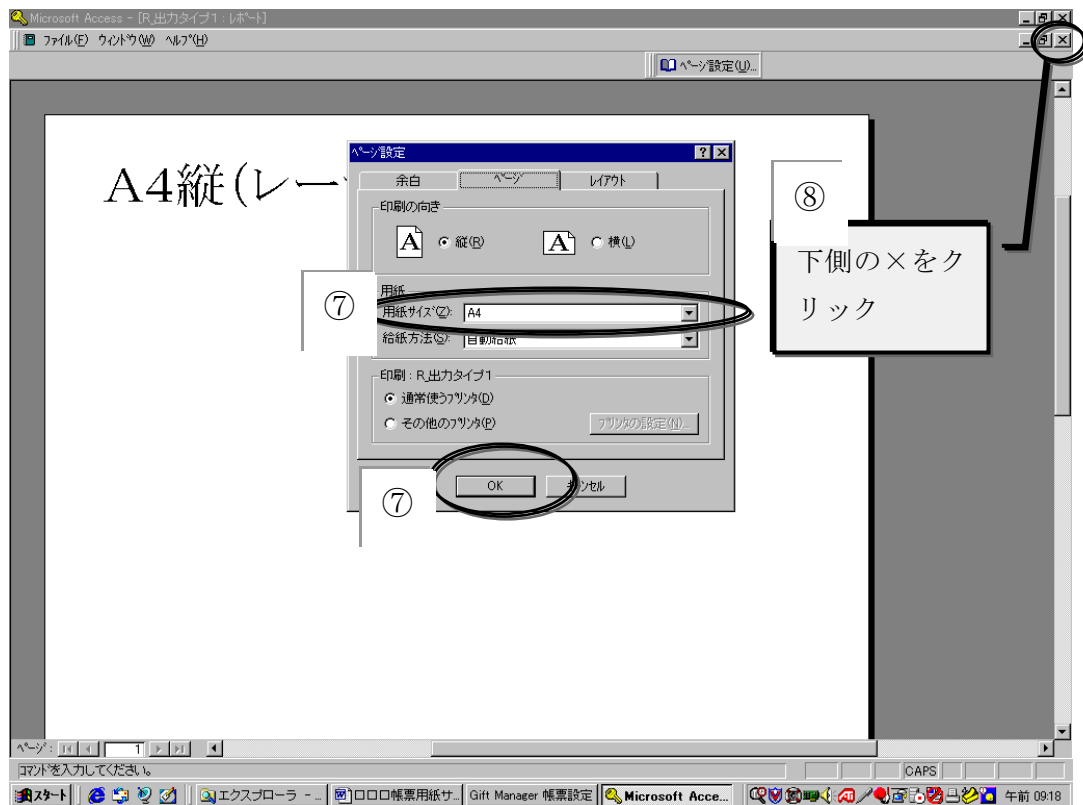 Microsoft Access - [R_出力タイプ1 : レポート]
ファイル(F) ウィンドウ(W) ヘルプ(H)
ページ設定(U)...
A4縦(レー
ページ設定
余白 ページ レイアウト
印刷の向き
A 縦(R) A 横(L)
⑧
下側の×をク
リック
⑦
用紙
用紙サイズ(Z): A4
給紙方法(S): 自動給紙
印刷 : R_出力タイプ1
通常使うプリンタ(D)
その他のプリンタ(P)
プリンタの設定(N)...
⑦
OK キャンセル
ページ: 1
コマンドを入力してください。
CAPS
スタート エクスプローラ - ... ロロロ帳票用紙サ... Gift Manager 帳票設定 Microsoft Acce... 午前 09:18